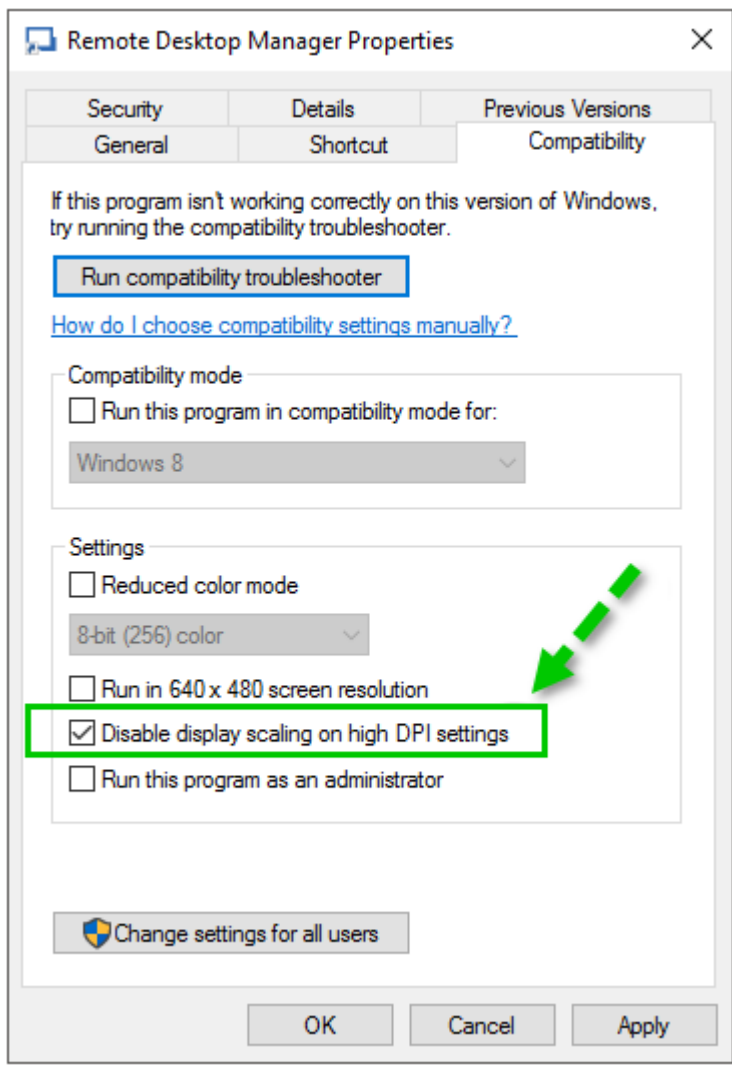 Remote Desktop Manager Properties
Security Details Previous Versions
General Shortcut Compatibility
If this program isn't working correctly on this version of Windows,
try running the compatibility troubleshooter.
Run compatibility troubleshooter
How do I choose compatibility settings manually?
Compatibility mode
Run this program in compatibility mode for:
Windows 8
Settings
Reduced color mode
8-bit (256) color
Run in 640 x 480 screen resolution
Disable display scaling on high DPI settings
Run this program as an administrator
Change settings for all users
OK Cancel Apply